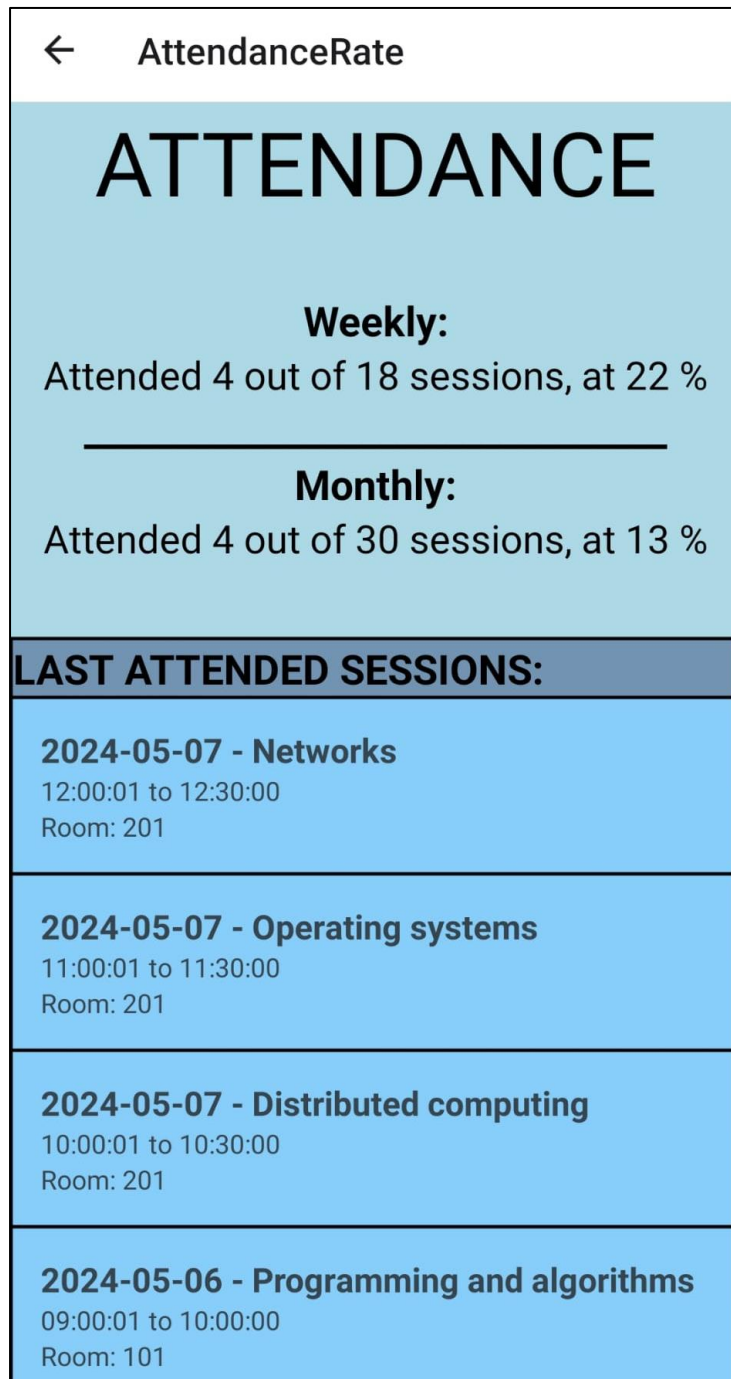 AttendanceRate
ATTENDANCE
Weekly:
Attended 4 out of 18 sessions, at 22 %
Monthly:
Attended 4 out of 30 sessions, at 13 %
LAST ATTENDED SESSIONS:
2024-05-07 - Networks
12:00:01 to 12:30:00
Room: 201
2024-05-07 - Operating systems
11:00:01 to 11:30:00
Room: 201
2024-05-07 - Distributed computing
10:00:01 to 10:30:00
Room: 201
2024-05-06 - Programming and algorithms
09:00:01 to 10:00:00
Room: 101